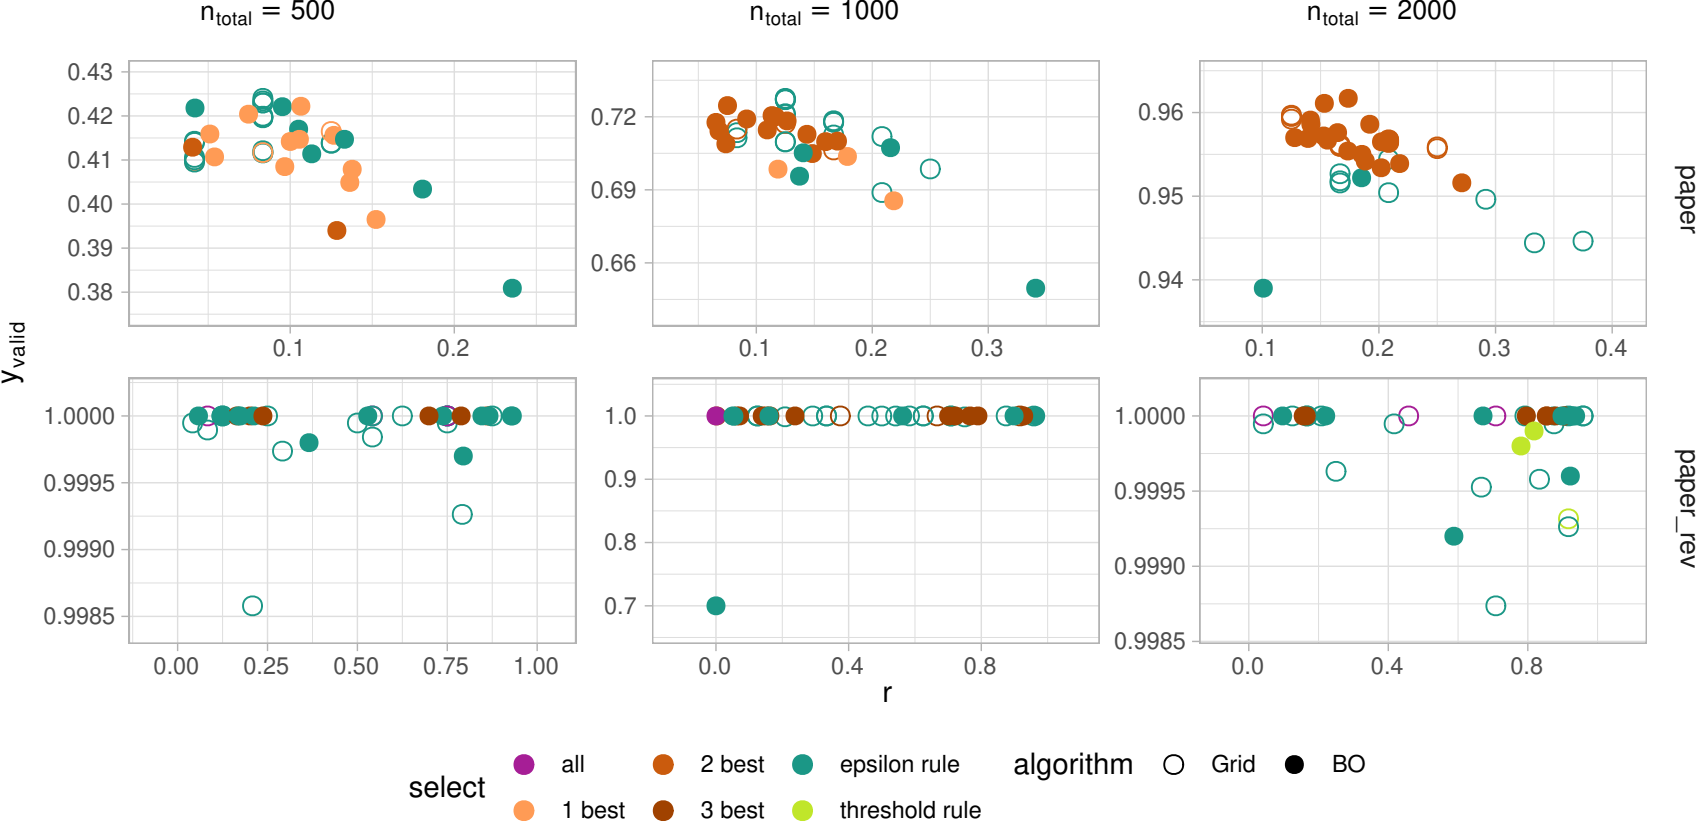 n_total = 500
n_total = 1000
n_total = 2000
0.43
0.42
0.41
0.40
0.39
0.38
0.1
0.2
0.72
0.69
0.66
0.1
0.2
0.3
0.96
0.95
0.94
0.1
0.2
0.3
0.4
paper
y_valid
1.0000
0.9995
0.9990
0.9985
0.00
0.25
0.50
0.75
1.00
1.0
0.9
0.8
0.7
0.0
0.4
0.8
1.0000
0.9995
0.9990
0.9985
0.0
0.4
0.8
paper_rev
r
select
all
2 best
epsilon rule
1 best
3 best
threshold rule
algorithm
Grid
BO